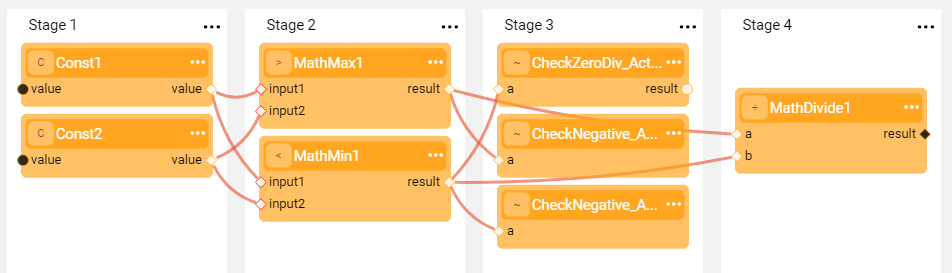 Stage 1 ...
C Const1 ...
value value
C Const2 ...
value value
Stage 2 ...
> MathMax1 ...
input1 result
input2
< MathMin1 ...
input1 result
input2
Stage 3 ...
~ CheckZeroDiv_Act... ...
a result
~ CheckNegative_A... ...
a
~ CheckNegative_A... ...
a
Stage 4 ...
÷ MathDivide1 ...
a result
b